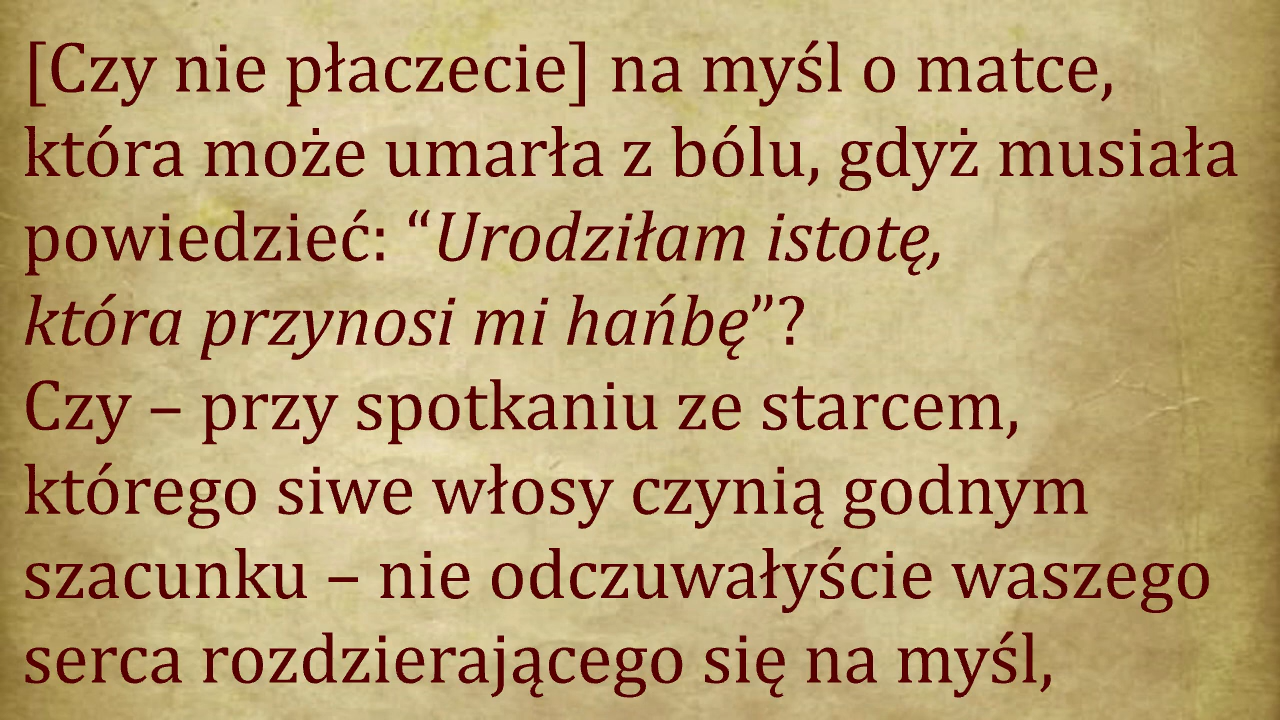 [Czy nie płaczecie] na myśl o matce,
która może umarła z bólu, gdyż musiała
powiedzieć: “Urodziłam istotę,
która przynosi mi hańbę”?
Czy – przy spotkaniu ze starcem,
którego siwe włosy czynią godnym
szacunku – nie odczuwałyście waszego
serca rozdzierającego się na myśl,